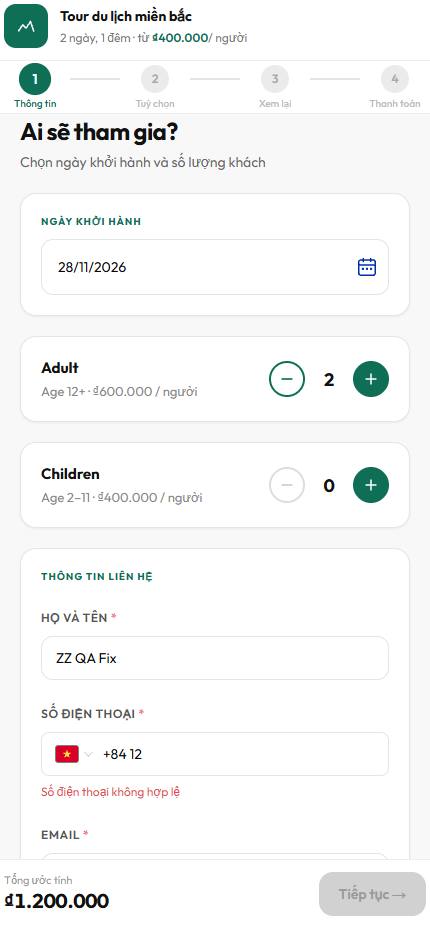 Tour du lịch miền bắc
2 ngày, 1 đêm · từ ₫400.000/ người
1
2
3
4
Thông tin
Tuỳ chọn
Xem lại
Thanh toán
Ai sẽ tham gia?
Chọn ngày khởi hành và số lượng khách
NGÀY KHỞI HÀNH
28/11/2026
Adult
Age 12+ · ₫600.000 / người
2
Children
Age 2–11 · ₫400.000 / người
0
THÔNG TIN LIÊN HỆ
HỌ VÀ TÊN *
ZZ QA Fix
SỐ ĐIỆN THOẠI *
+84 12
Số điện thoại không hợp lệ
EMAIL *
Tổng ước tính
₫1.200.000
Tiếp tục →